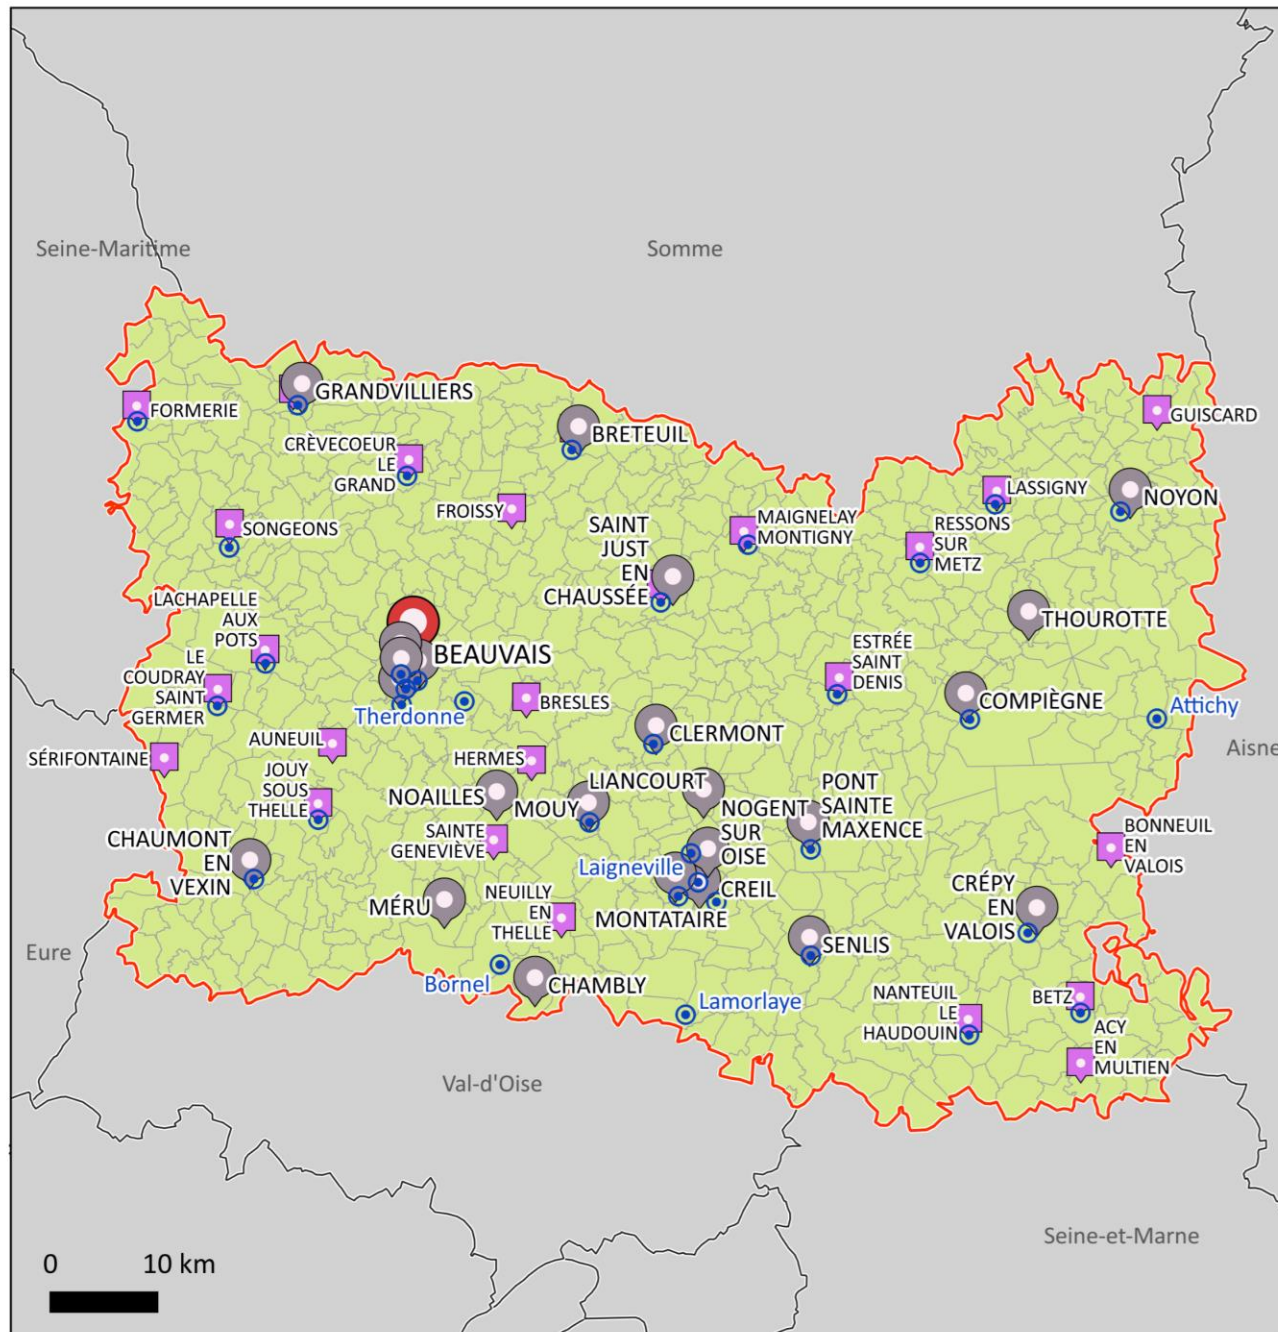 Seine-Maritime
Somme
GRANDVILLIERS
FORMERIE
GUISCARD
BRETEUIL
CRÈVECOEUR
LE
GRAND
LASSIGNY
NOYON
FROISSY
SONGEONS
SAINT
JUST
EN
CHAUSSÉE
MAIGNELAY
MONTIGNY
RESSONS
SUR
METZ
LACHAPELLE
AUX
POTS
THOUROTTE
BEAUVAIS
LE
COUDRAY
SAINT
GERMER
ESTRÉE
SAINT
DENIS
COMPIÈGNE
Attichy
Therdonne
BRESLES
CLERMONT
AUNEUIL
Aisne
SÉRIFONTAINE
HERMES
JOUY
SOUS
THELLE
NOAILLES
MOUY
LIANCOURT
NOGENT
SUR
OISE
PONT
SAINTE
MAXENCE
BONNEUIL
EN
VALOIS
CHAUMONT
EN
VEXIN
SAINTE
GENEVIÈVE
Laigneville
CREIL
MONTATAIRE
CRÉPY
EN
VALOIS
MÉRU
NEUILLY
EN
THELLE
SENLIS
Eure
Bornel
CHAMBLY
Lamorlaye
NANTEUIL
LE
HAUDOUIN
BETZ
ACY
EN
MULTIEN
Val-d'Oise
Seine-et-Marne
0 10 km